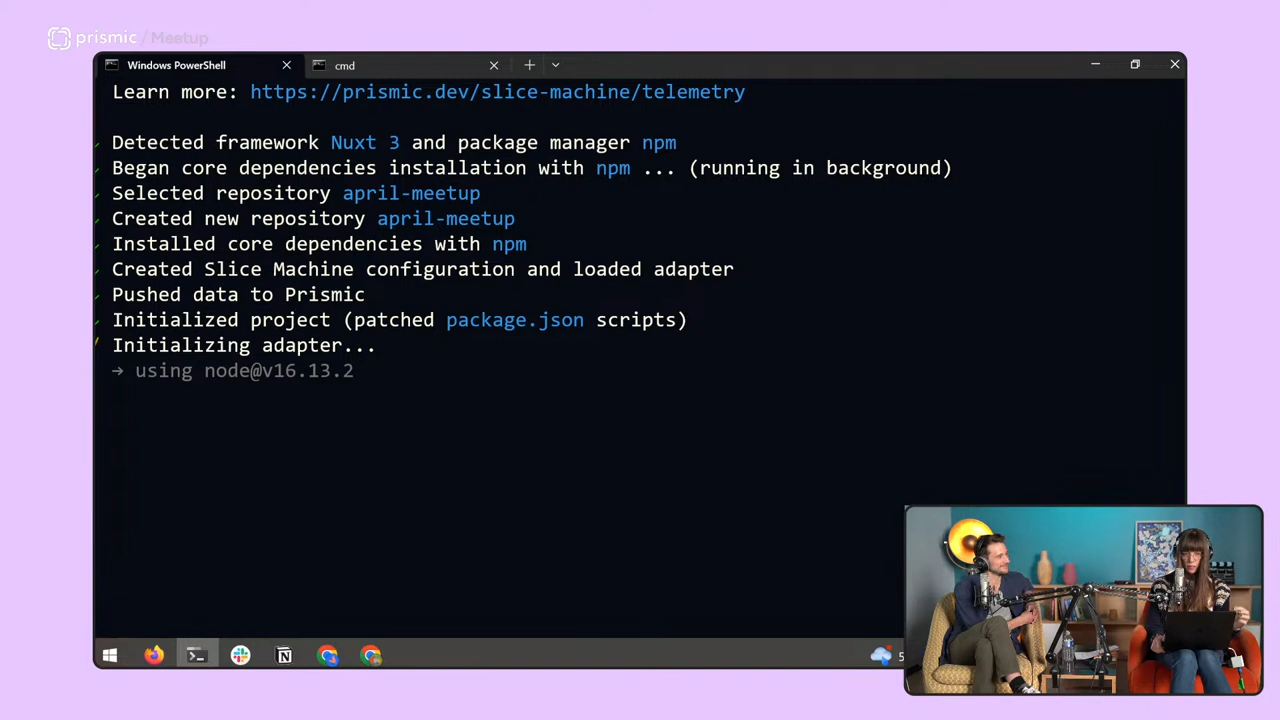 prismic / Meetup
Windows PowerShell
cmd
Learn more: https://prismic.dev/slice-machine/telemetry
Detected framework Nuxt 3 and package manager npm
Began core dependencies installation with npm ... (running in background)
Selected repository april-meetup
Created new repository april-meetup
Installed core dependencies with npm
Created Slice Machine configuration and loaded adapter
Pushed data to Prismic
Initialized project (patched package.json scripts)
Initializing adapter...
→ using node@v16.13.2
5